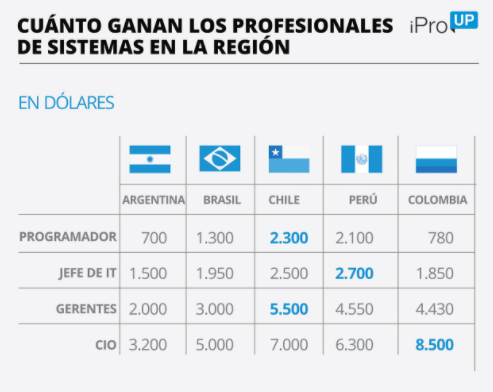 CUÁNTO GANAN LOS PROFESIONALES
DE SISTEMAS EN LA REGIÓN
iProUP
EN DÓLARES
ARGENTINA BRASIL CHILE PERÚ COLOMBIA
PROGRAMADOR 700 1.300 2.300 2.100 780
JEFE DE IT 1.500 1.950 2.500 2.700 1.850
GERENTES 2.000 3.000 5.500 4.550 4.430
CIO 3.200 5.000 7.000 6.300 8.500